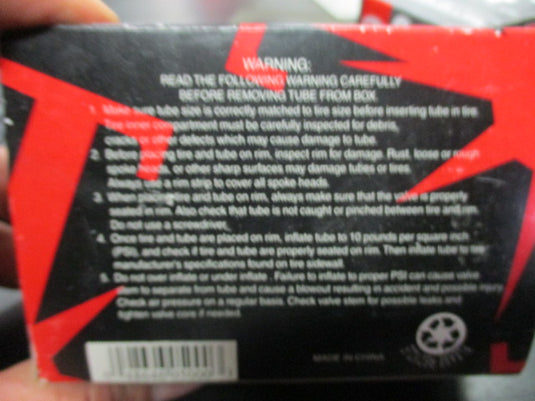 WARNING:
READ THE FOLLOWING WARNING CAREFULLY
BEFORE REMOVING TUBE FROM BOX
1. Make sure tube size is correctly matched to tire size before inserting tube in tire.
Tire inner compartment must be carefully inspected for debris,
cracks or other defects which may cause damage to tube.
2. Before placing tire and tube on rim, inspect rim for damage. Rust, loose or rough
spoke heads, or other sharp surfaces may damage tubes or tires.
Always use a rim strip to cover all spoke heads.
3. When placing tire and tube on rim, always make sure that the valve is properly
seated in rim. Also check that tube is not caught or pinched between tire and rim.
Do not use a screwdriver.
4. Once tire and tube are placed on rim, inflate tube to 10 pounds per square inch
(PSI), and check if tire and tube are properly seated on rim. Then inflate tube to tire
manufacturer's specifications found on tire sidewall.
5. Do not over inflate or under inflate. Failure to inflate to proper PSI can cause valve
stem to separate from tube and cause a blowout resulting in accident and possible injury.
Check air pressure on a regular basis. Check valve stem for possible leaks and
tighten valve core if needed.
MADE IN CHINA